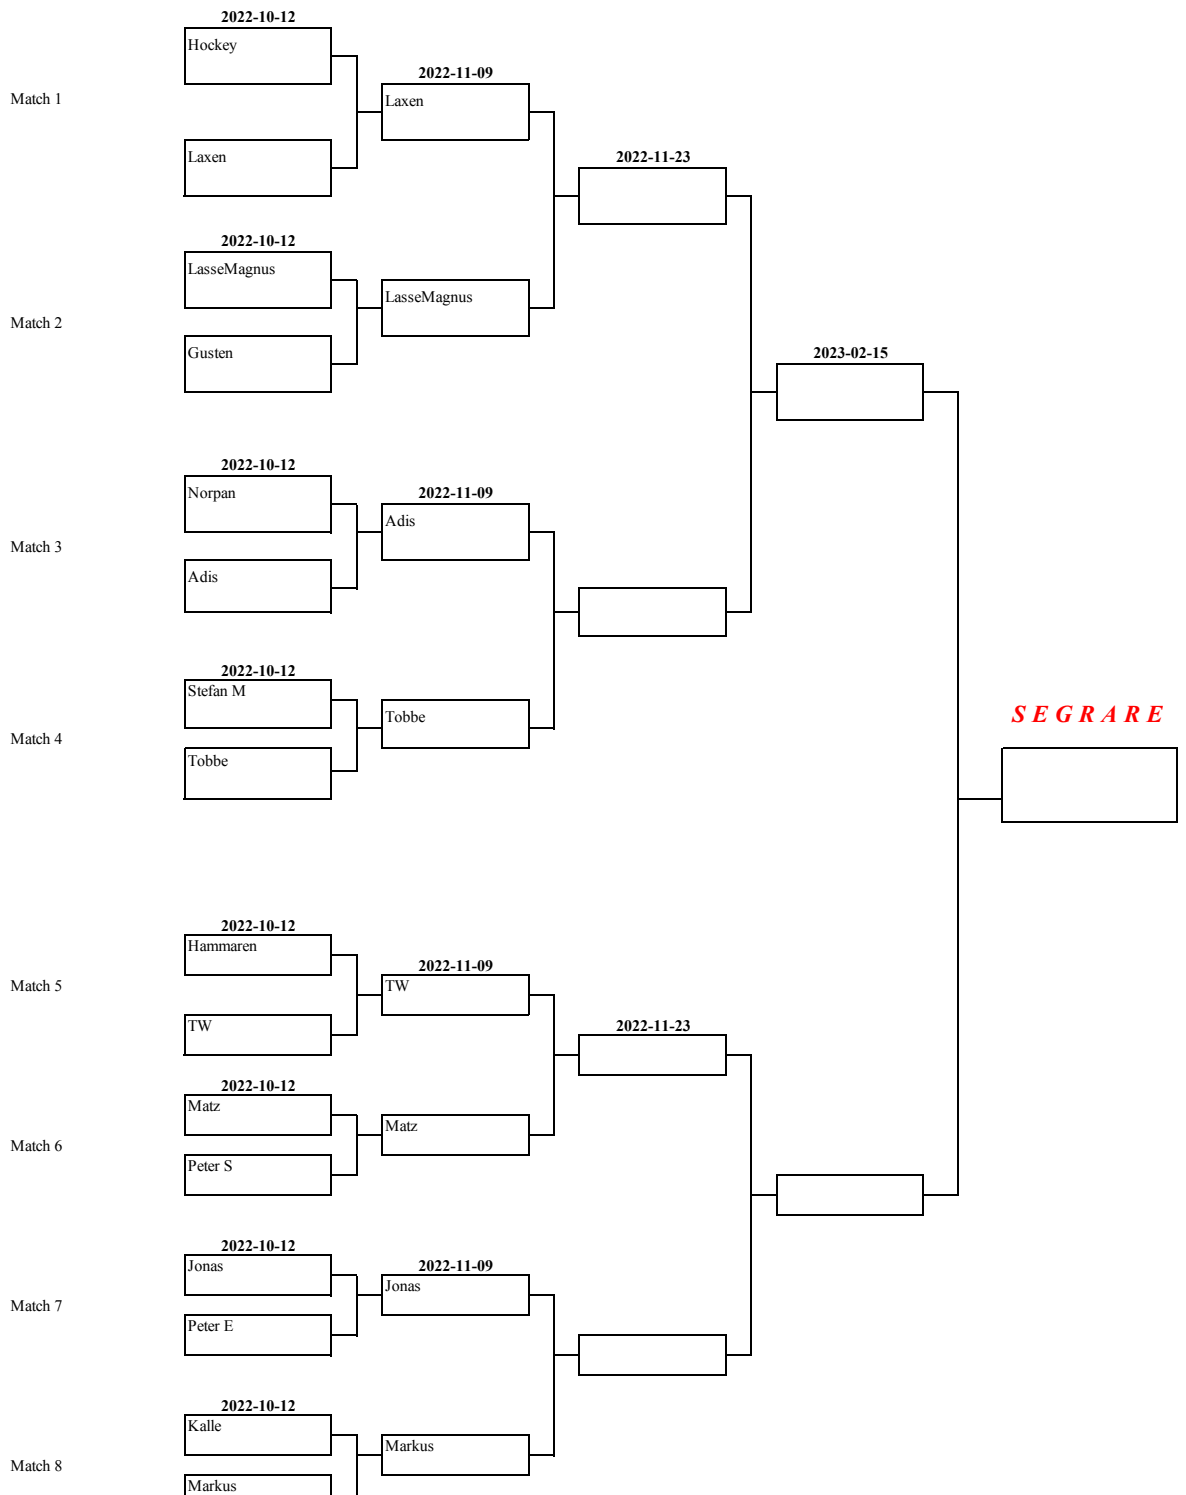 2022-10-12
Hockey
2022-11-09
Match 1
Laxen
Laxen
2022-11-23
2022-10-12
LasseMagnus
LasseMagnus
Match 2
Gusten
2023-02-15
2022-10-12
Norpan
2022-11-09
Adis
Match 3
Adis
2022-10-12
Stefan M
Tobbe
SEGRARE
Match 4
Tobbe
2022-10-12
Hammaren
2022-11-09
Match 5
TW
TW
2022-11-23
2022-10-12
Matz
Matz
Match 6
Peter S
2022-10-12
Jonas
2022-11-09
Jonas
Match 7
Peter E
2022-10-12
Kalle
Markus
Match 8
Markus